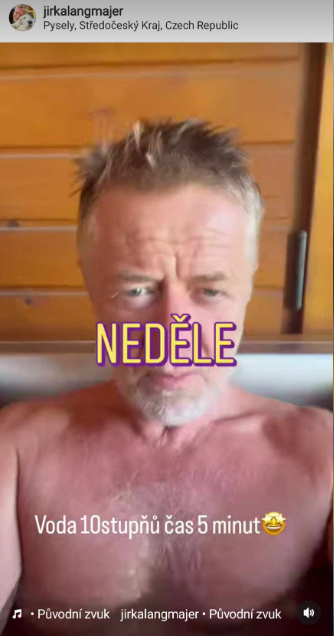 jirkalangmajer
Pysely, Středočeský Kraj, Czech Republic
NEDĚLE
Voda 10stupňů čas 5 minut🤩
♫ • Původní zvuk jirkalangmajer • Původní zvuk